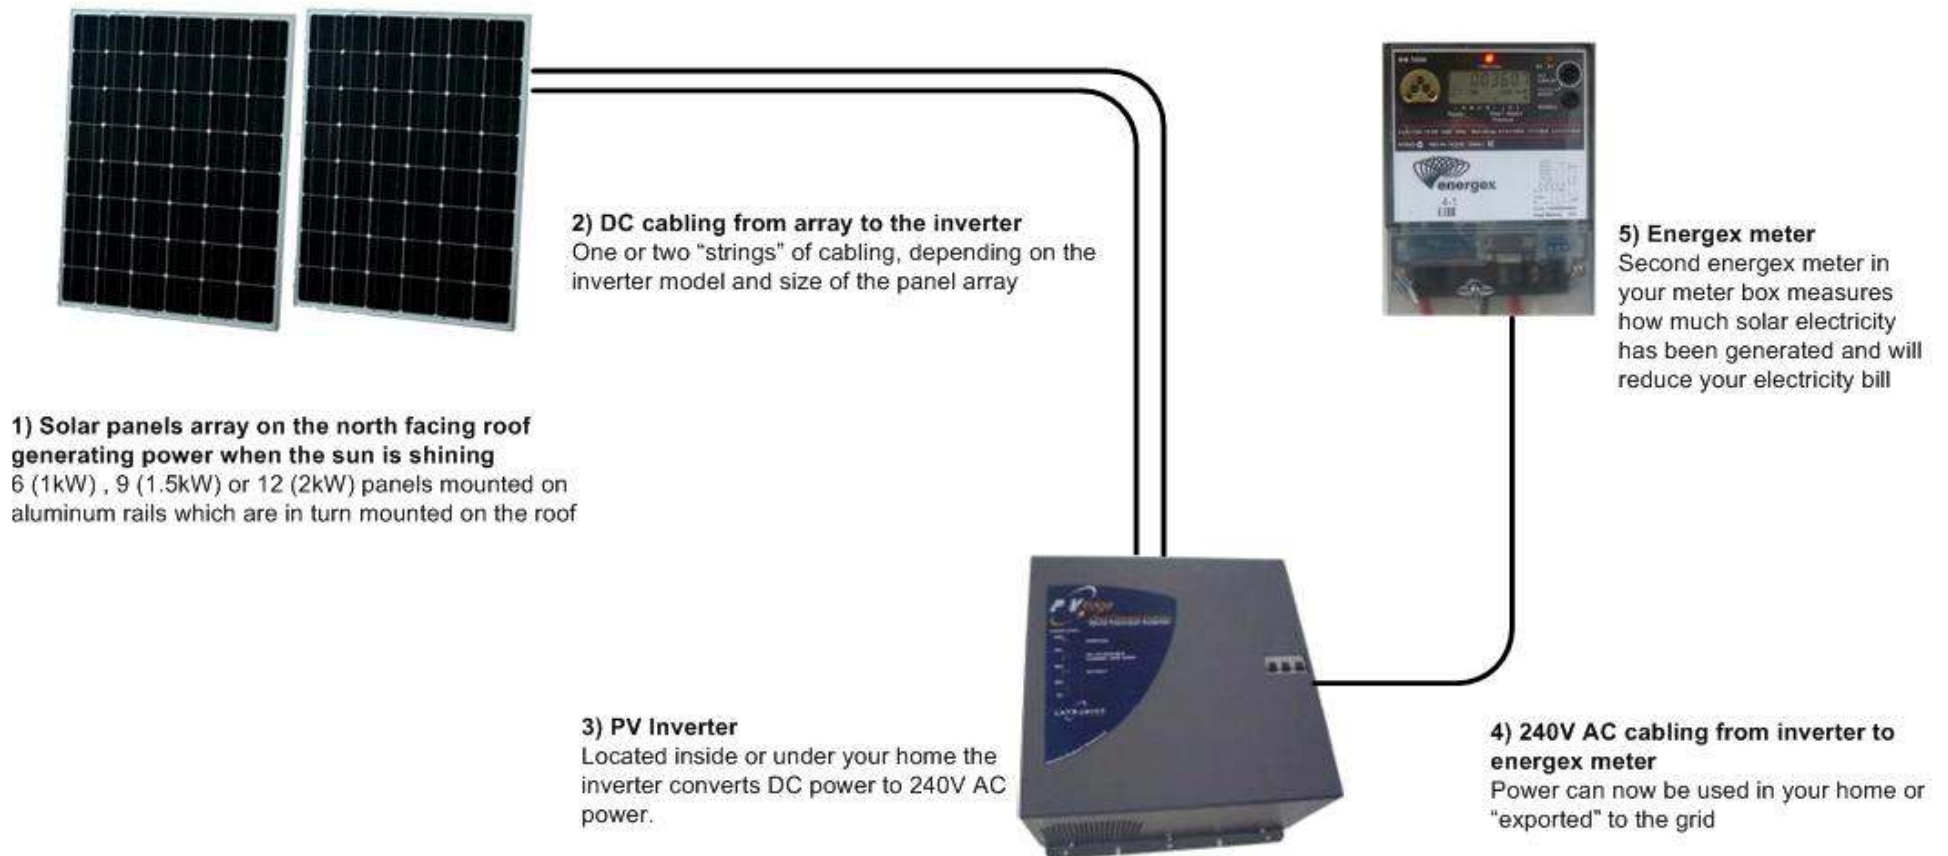 1) Solar panels array on the north facing roof
generating power when the sun is shining
6 (1kW) , 9 (1.5kW) or 12 (2kW) panels mounted on
aluminum rails which are in turn mounted on the roof
2) DC cabling from array to the inverter
One or two “strings” of cabling, depending on the
inverter model and size of the panel array
3) PV Inverter
Located inside or under your home the
inverter converts DC power to 240V AC
power.
PV
4) 240V AC cabling from inverter to
energex meter
Power can now be used in your home or
“exported” to the grid
5) Energex meter
Second energex meter in
your meter box measures
how much solar electricity
has been generated and will
reduce your electricity bill
energex
4-1